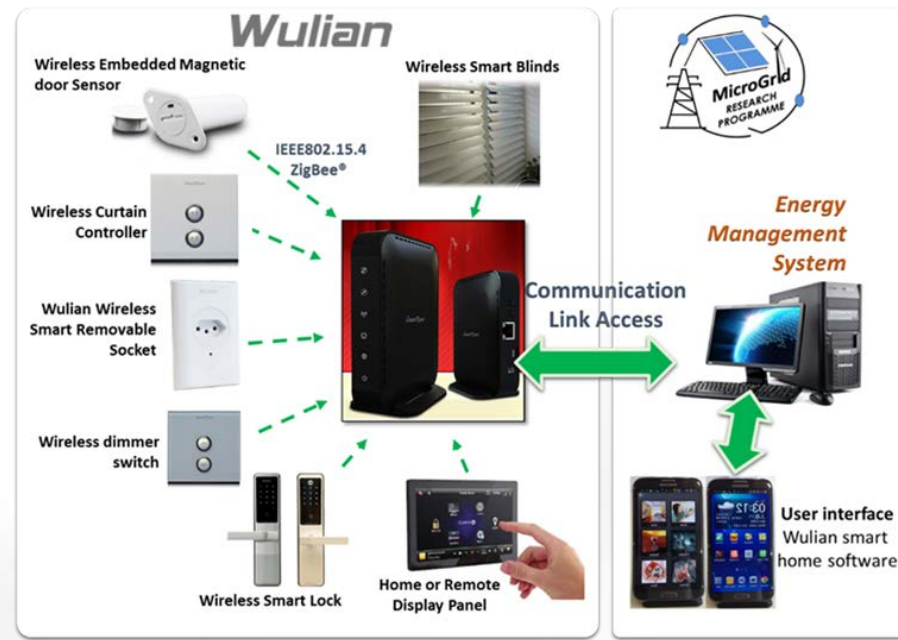 Wulian
Wireless Embedded Magnetic
door Sensor
Wireless Smart Blinds
IEEE802.15.4
ZigBee®
Wireless Curtain
Controller
Wulian Wireless
Smart Removable
Socket
Wireless dimmer
switch
Wireless Smart Lock
Home or Remote
Display Panel
Communication
Link Access
MicroGrid
RESEARCH
PROGRAMME
Energy
Management
System
03:12
User interface
Wulian smart
home software